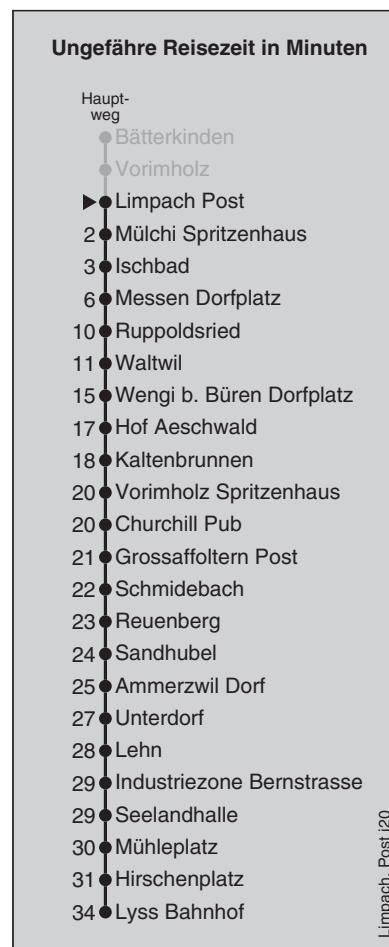 Ungefähre Reisezeit in Minuten
Haupt-
weg
Bätterkinden
Vorimholz
Limpach Post
2 Mülchi Spritzenhaus
3 Ischbad
6 Messen Dorfplatz
10 Ruppoldsried
11 Waltwil
15 Wengi b. Büren Dorfplatz
17 Hof Aeschwald
18 Kaltenbrunnen
20 Vorimholz Spritzenhaus
20 Churchill Pub
21 Grossaffoltern Post
22 Schmidebach
23 Reuenberg
24 Sandhubel
25 Ammerzwil Dorf
27 Unterdorf
28 Lehn
29 Industriezone Bernstrasse
29 Seelandhalle
30 Mühleplatz
31 Hirschenplatz
34 Lyss Bahnhof
Limpach, Post j20